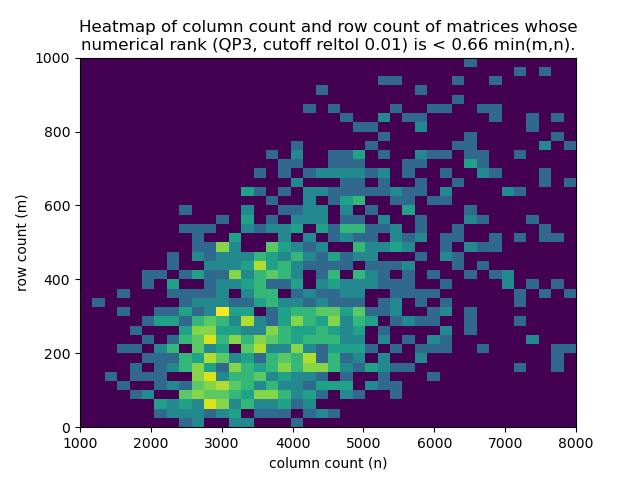 Heatmap of column count and row count of matrices whose
numerical rank (QP3, cutoff reltol 0.01) is < 0.66 min(m,n).
1000
800
600
400
200
0
row count (m)
1000 2000 3000 4000 5000 6000 7000 8000
column count (n)